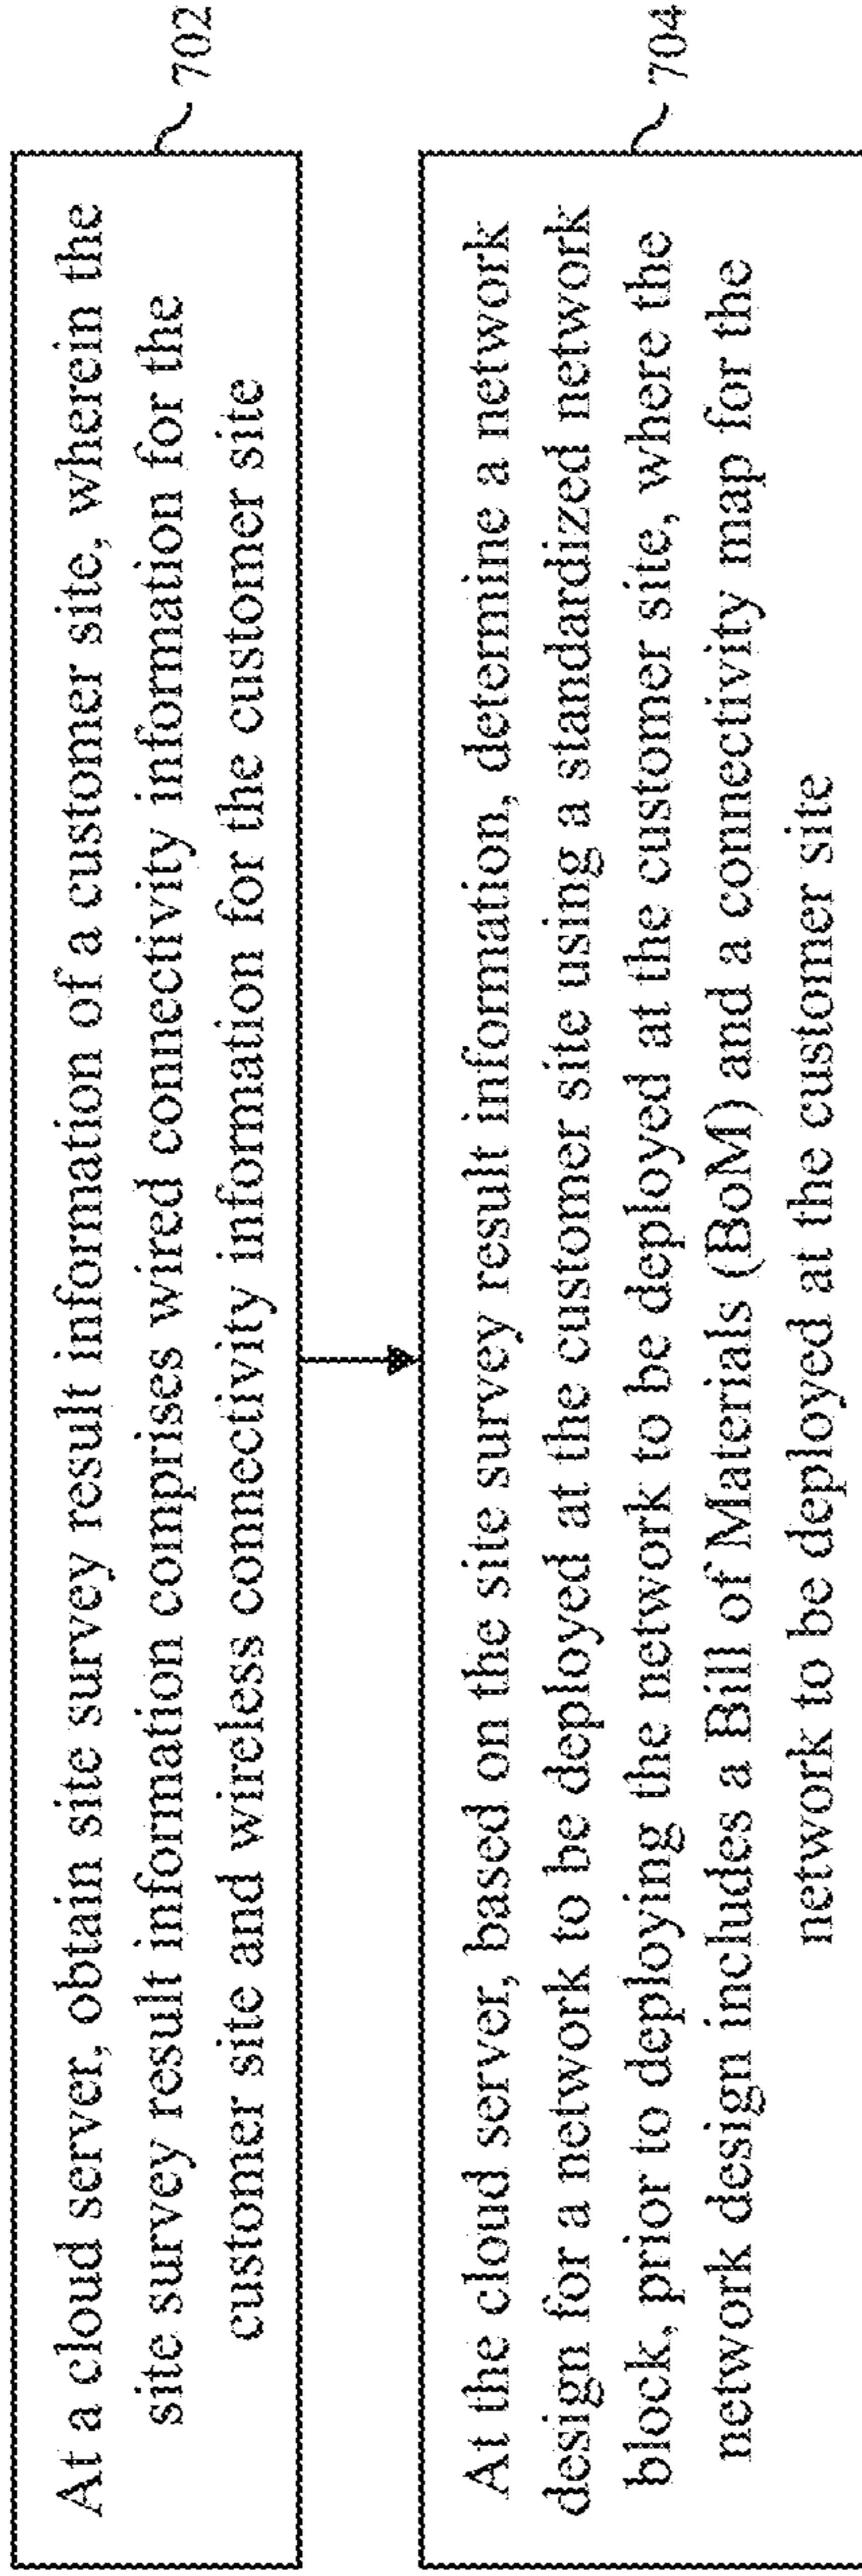 At a cloud server, obtain site survey result information of a customer site, wherein the
site survey result information comprises wired connectivity information for the
customer site and wireless connectivity information for the customer site
702
At the cloud server, based on the site survey result information, determine a network
design for a network to be deployed at the customer site using a standardized network
block, prior to deploying the network to be deployed at the customer site, where the
network design includes a Bill of Materials (BoM) and a connectivity map for the
network to be deployed at the customer site
704